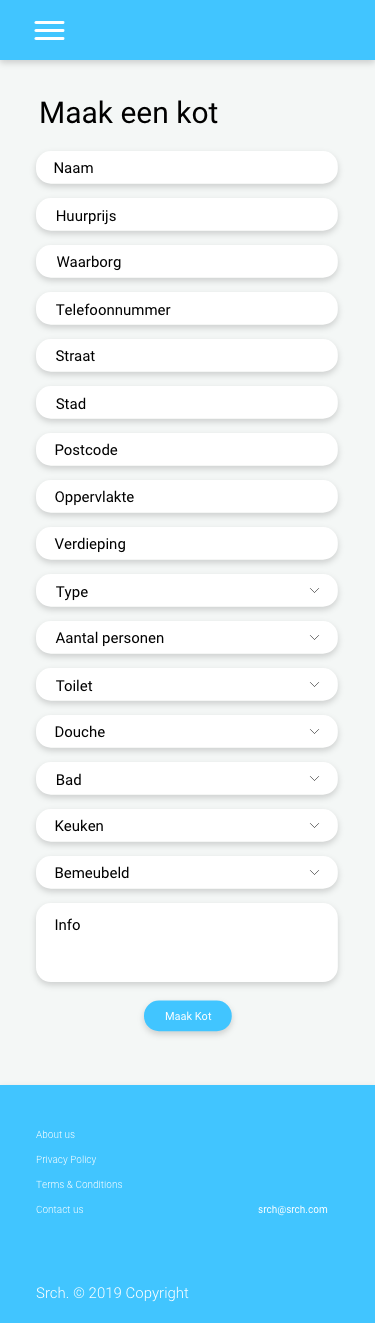 Maak een kot
Naam
Huurprijs
Waarborg
Telefoonnummer
Straat
Stad
Postcode
Oppervlakte
Verdieping
Type
Aantal personen
Toilet
Douche
Bad
Keuken
Bemeubeld
Info
Maak Kot
About us
Privacy Policy
Terms & Conditions
Contact us
srch@srch.com
Srch. © 2019 Copyright